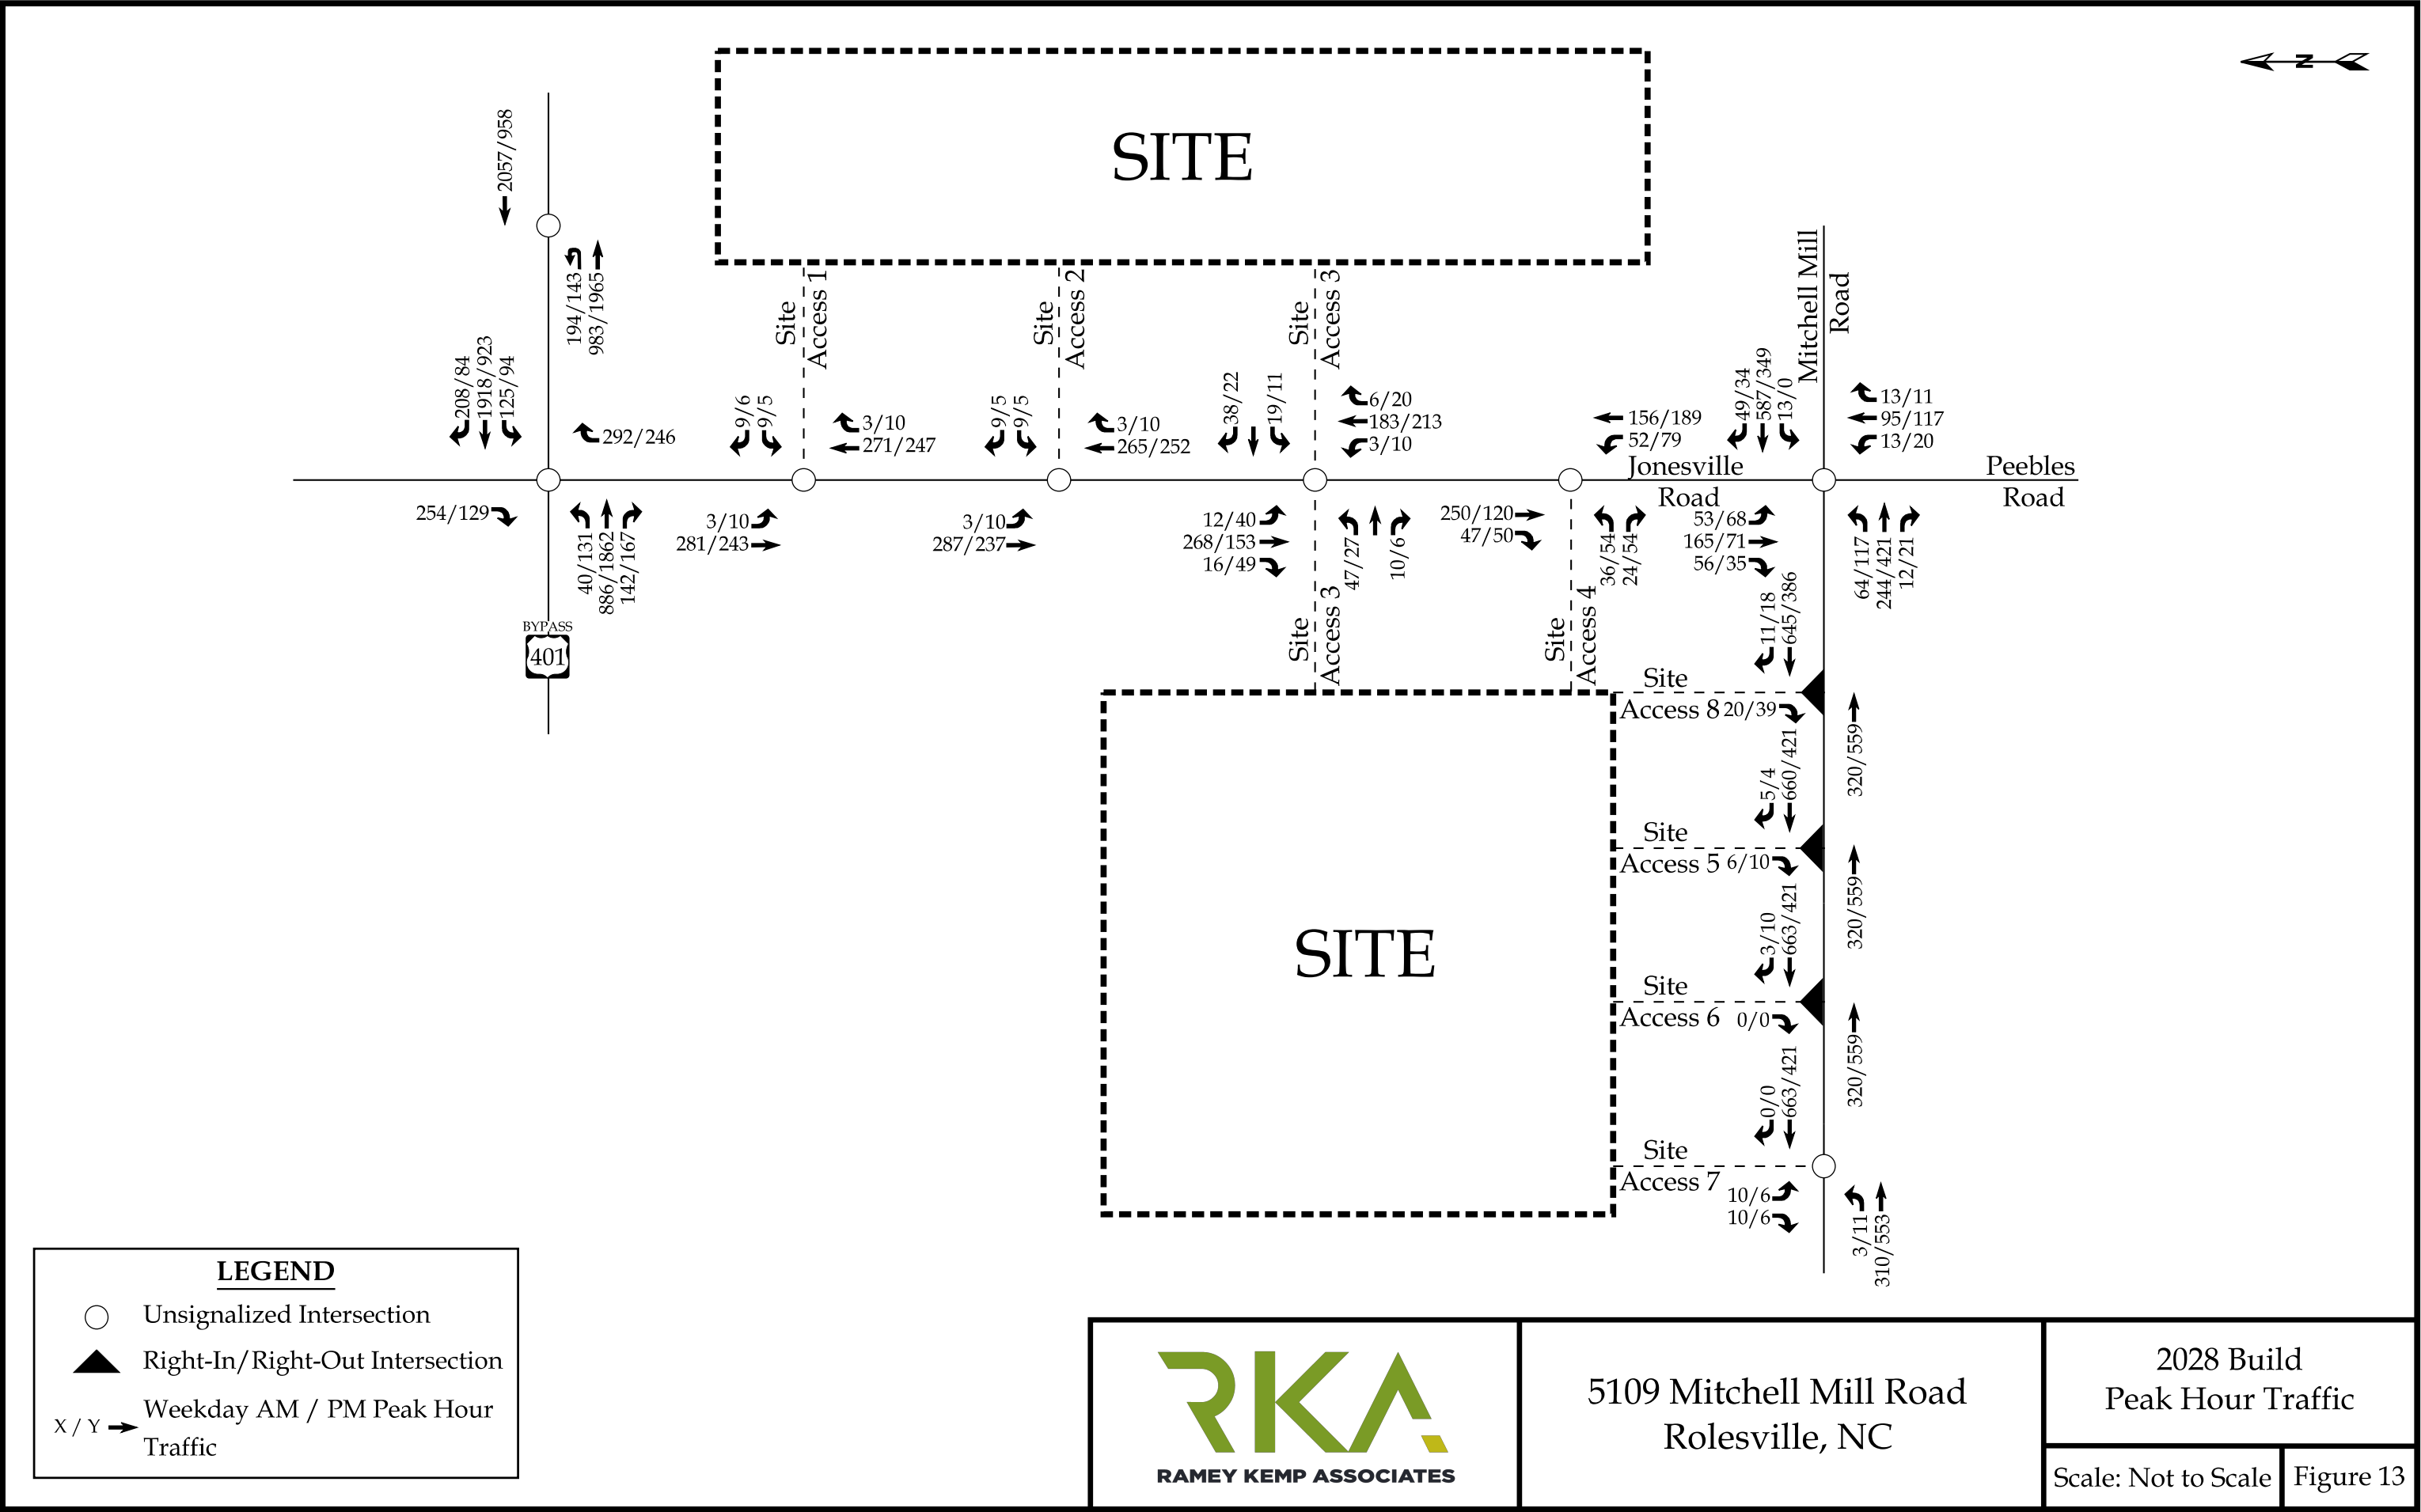 N
SITE
2057/958
194/143
983/1965
208/84
1918/923
125/94
292/246
254/129
40/131
886/1862
142/167
BYPASS
401
Site
Access 1
9/6
9/5
3/10
271/247
3/10
281/243
Site
Access 2
9/5
9/5
3/10
265/252
3/10
287/237
Site
Access 3
38/22
19/11
6/20
183/213
3/10
12/40
268/153
16/49
47/27
10/6
Site
Access 3
156/189
52/79
250/120
47/50
36/54
24/54
Site
Access 4
Jonesville
Road
Mitchell Mill
Road
49/34
587/349
13/0
13/11
95/117
13/20
Peebles
Road
53/68
165/71
56/35
64/117
244/421
12/21
11/18
645/386
Site
Access 8
20/39
320/559
5/4
660/421
Site
Access 5
6/10
320/559
3/10
663/421
Site
Access 6
0/0
320/559
0/0
663/421
Site
Access 7
10/6
10/6
3/11
310/553
SITE
LEGEND
Unsignalized Intersection
Right-In/Right-Out Intersection
X / Y
Weekday AM / PM Peak Hour
Traffic
RKA
RAMEY KEMP ASSOCIATES
5109 Mitchell Mill Road
Rolesville, NC
2028 Build
Peak Hour Traffic
Scale: Not to Scale
Figure 13